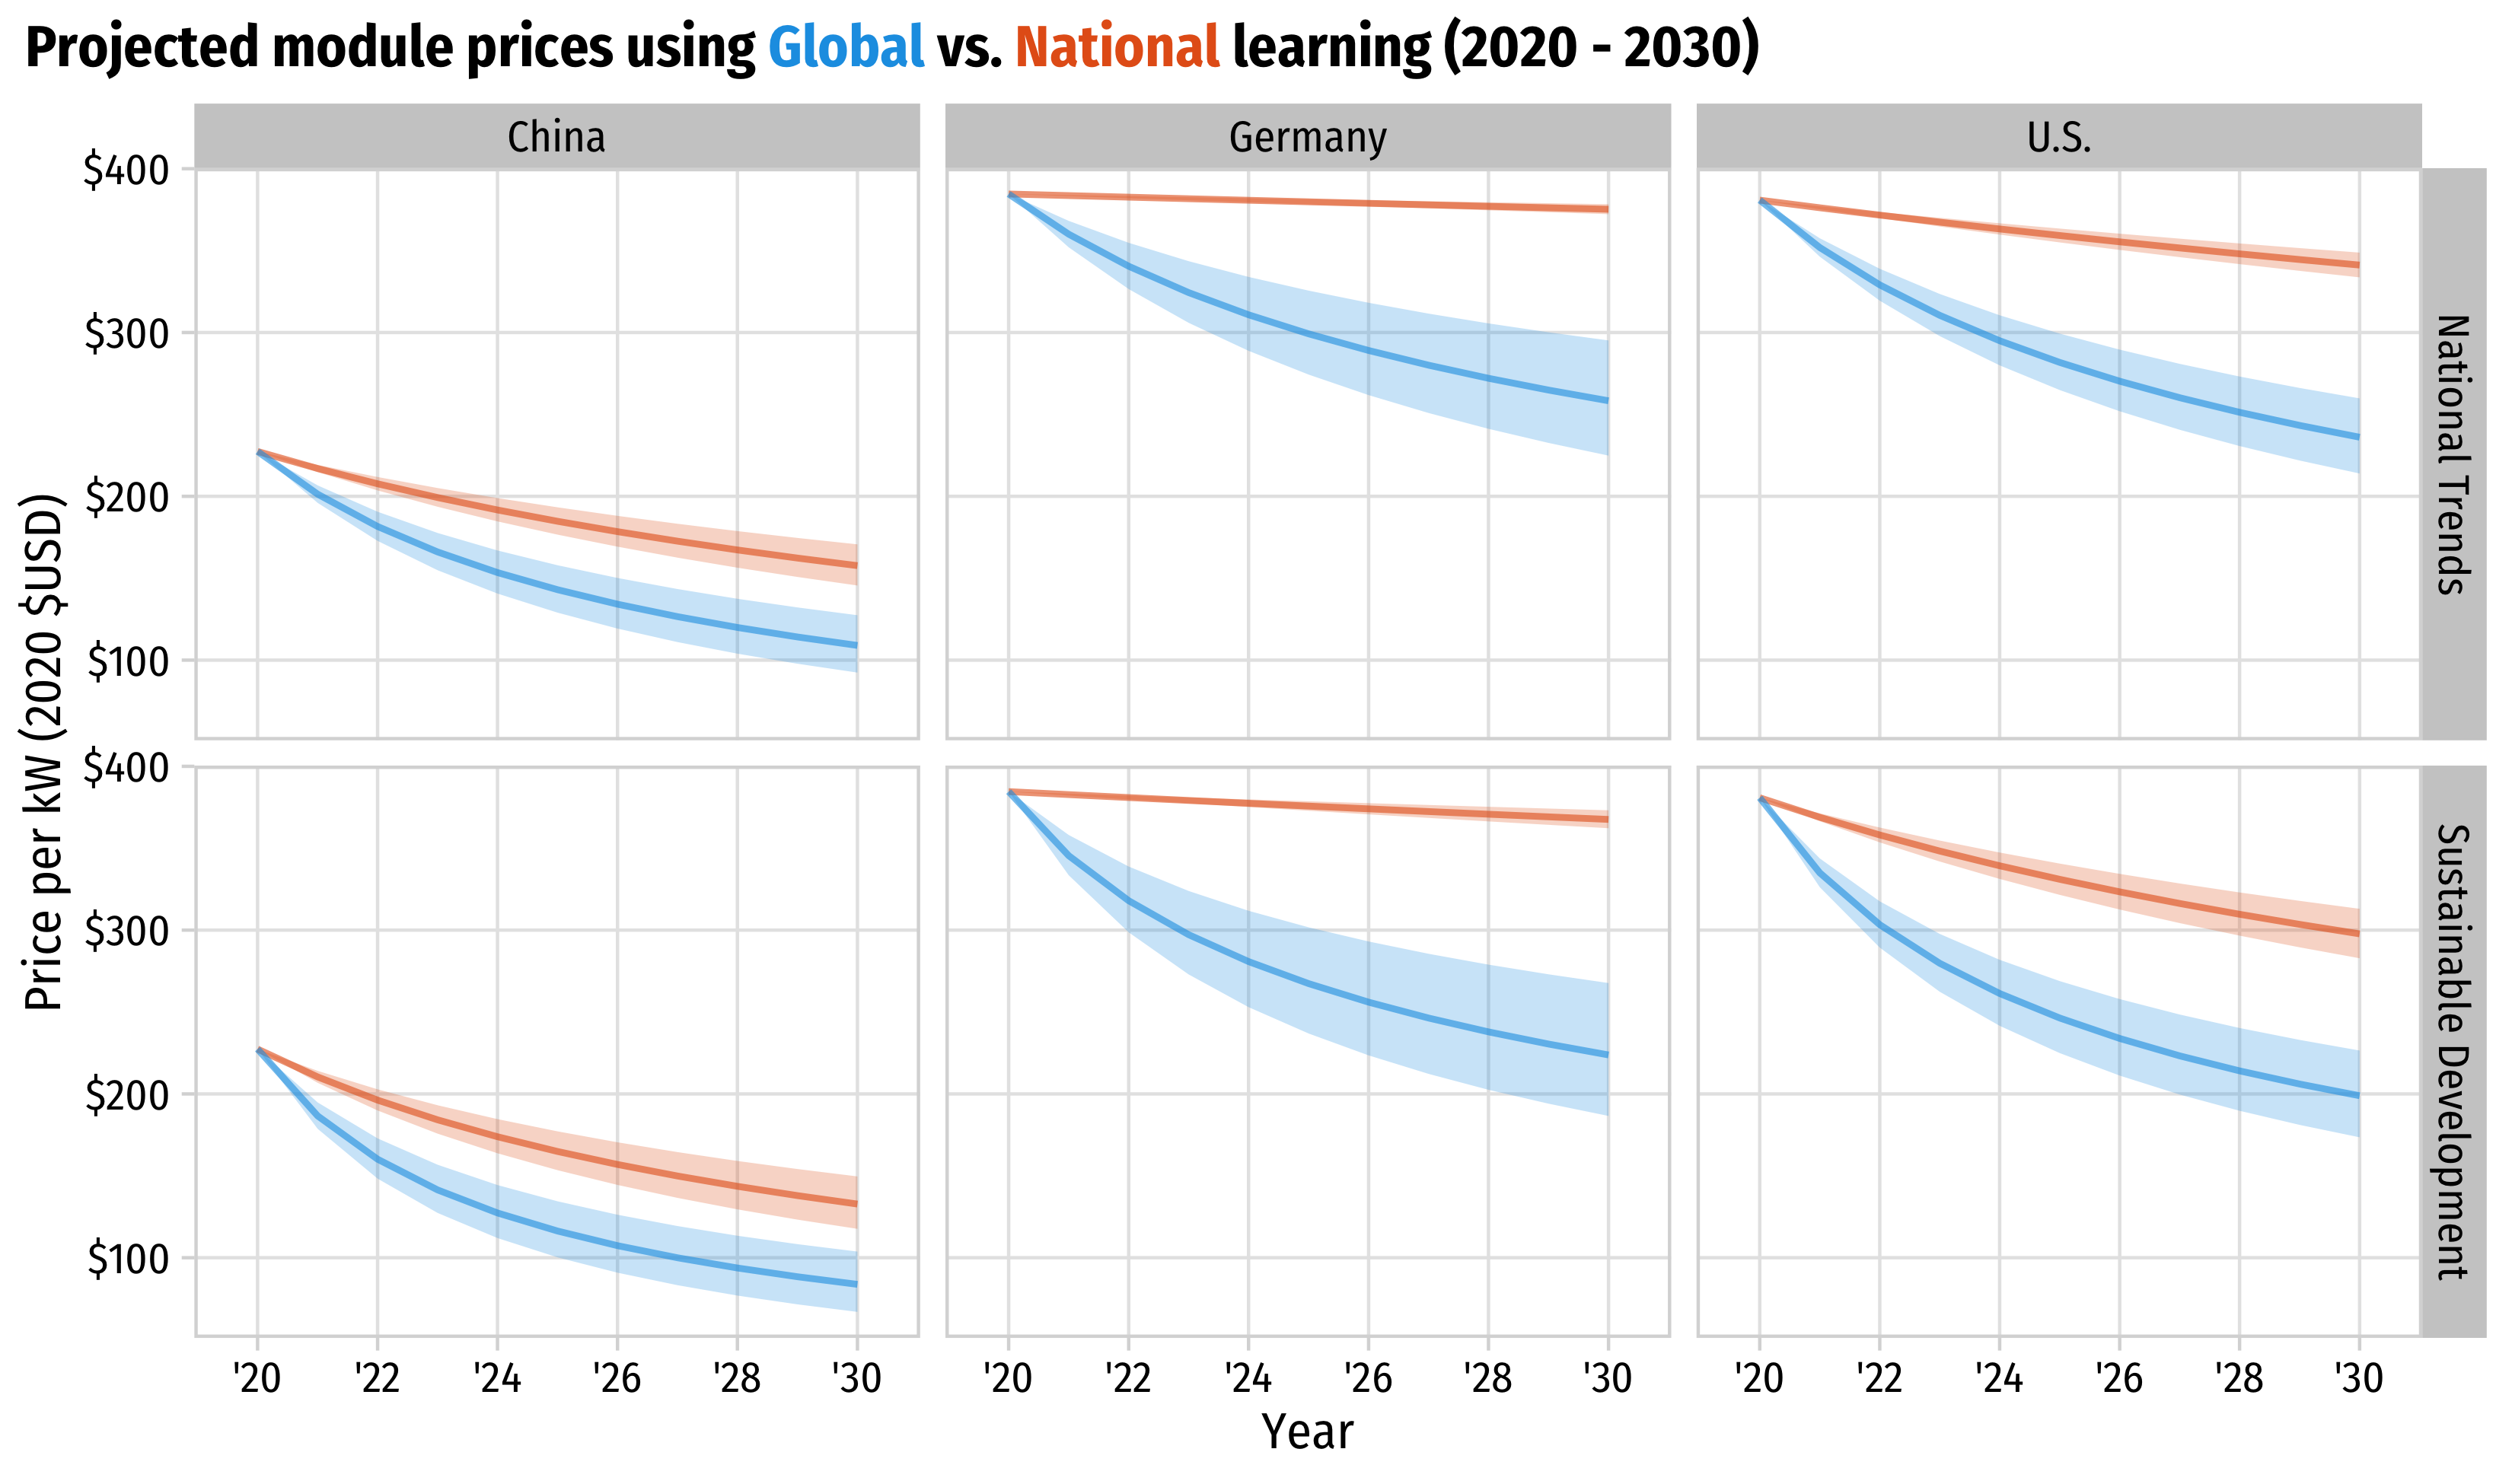 Projected module prices using Global vs. National learning (2020 - 2030)
China
Germany
U.S.
$400
$300
$200
$100
National Trends
Price per kW (2020 $USD)
$400
$300
$200
$100
Sustainable Development
'20 '22 '24 '26 '28 '30
'20 '22 '24 '26 '28 '30
'20 '22 '24 '26 '28 '30
Year